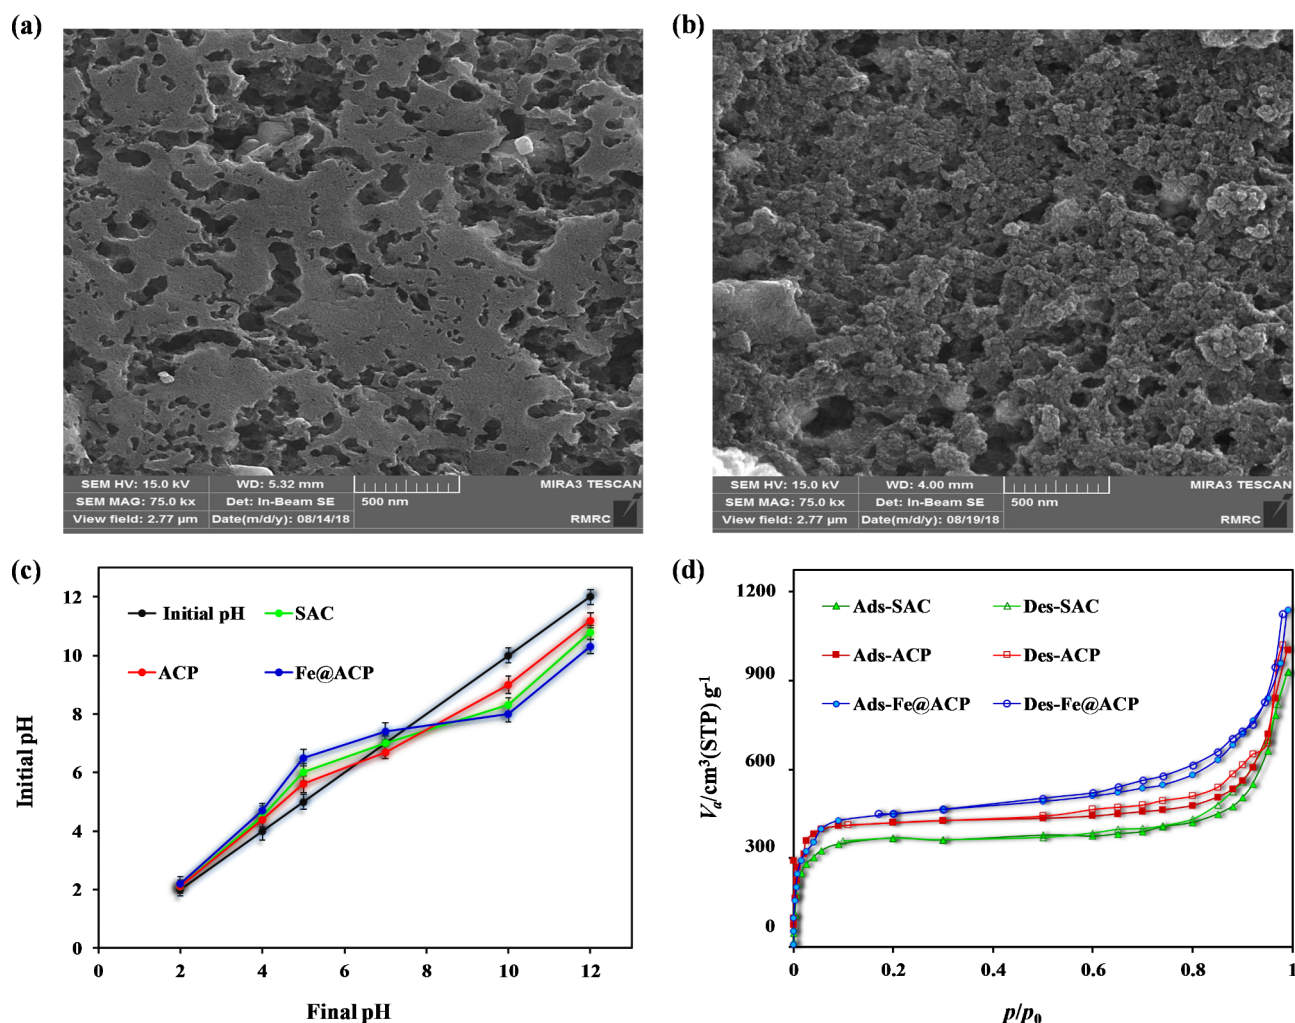 (a)
(b)
SEM HV: 15.0 kV WD: 5.32 mm MIRA3 TESCAN
SEM MAG: 75.0 kx Det: In-Beam SE 500 nm
View field: 2.77 µm Date(m/d/y): 08/14/18 RMRC
SEM HV: 15.0 kV WD: 4.00 mm MIRA3 TESCAN
SEM MAG: 75.0 kx Det: In-Beam SE 500 nm
View field: 2.77 µm Date(m/d/y): 08/19/18 RMRC
(c)
Initial pH SAC
ACP Fe@ACP
12
10
8
6
4
2
0
Initial pH
0 2 4 6 8 10 12
Final pH
(d)
Ads-SAC Des-SAC
Ads-ACP Des-ACP
Ads-Fe@ACP Des-Fe@ACP
1200
900
600
300
0
Va/cm³(STP) g⁻¹
0 0.2 0.4 0.6 0.8 1
p/p₀